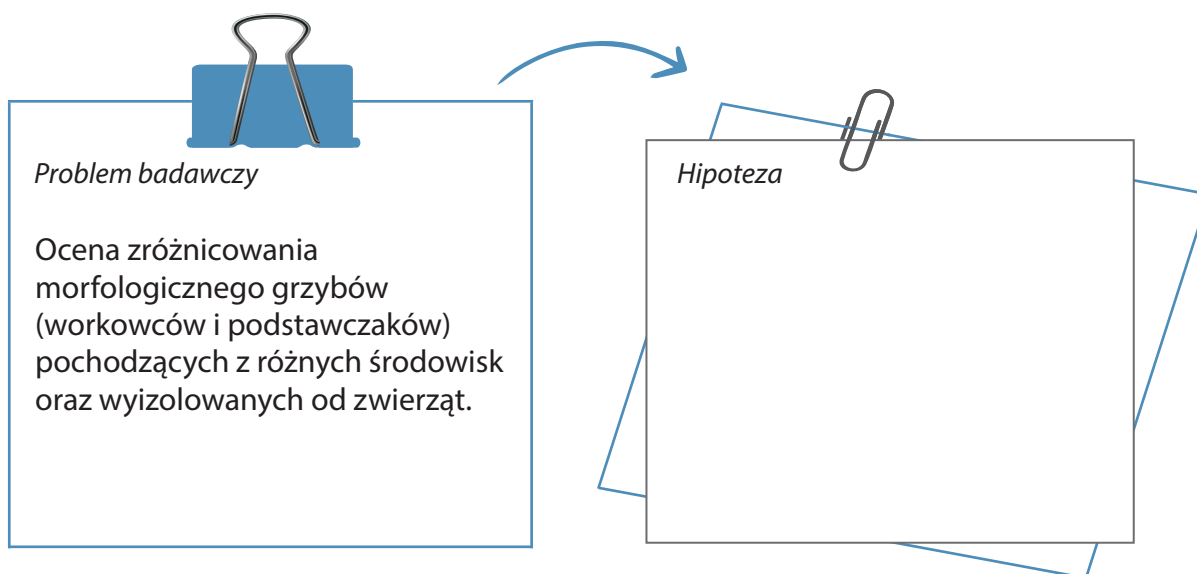 Problem badawczy
Ocena zróżnicowania
morfologicznego grzybów
(workowców i podstawczaków)
pochodzących z różnych środowisk
oraz wyizolowanych od zwierząt.
Hipoteza